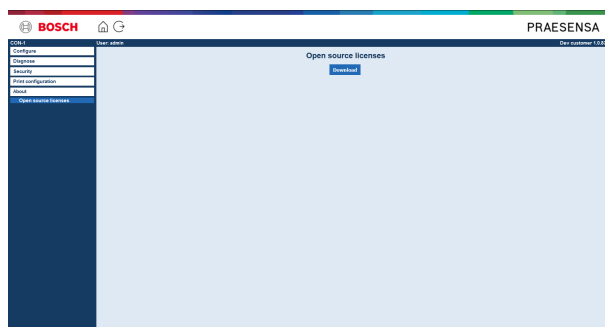 BOSCH
PRAESENSA
CON-1 User: admin Dev customer 1.0.83
Configure
Open source licenses
Diagnose
Download
Security
Print configuration
About
Open source licenses